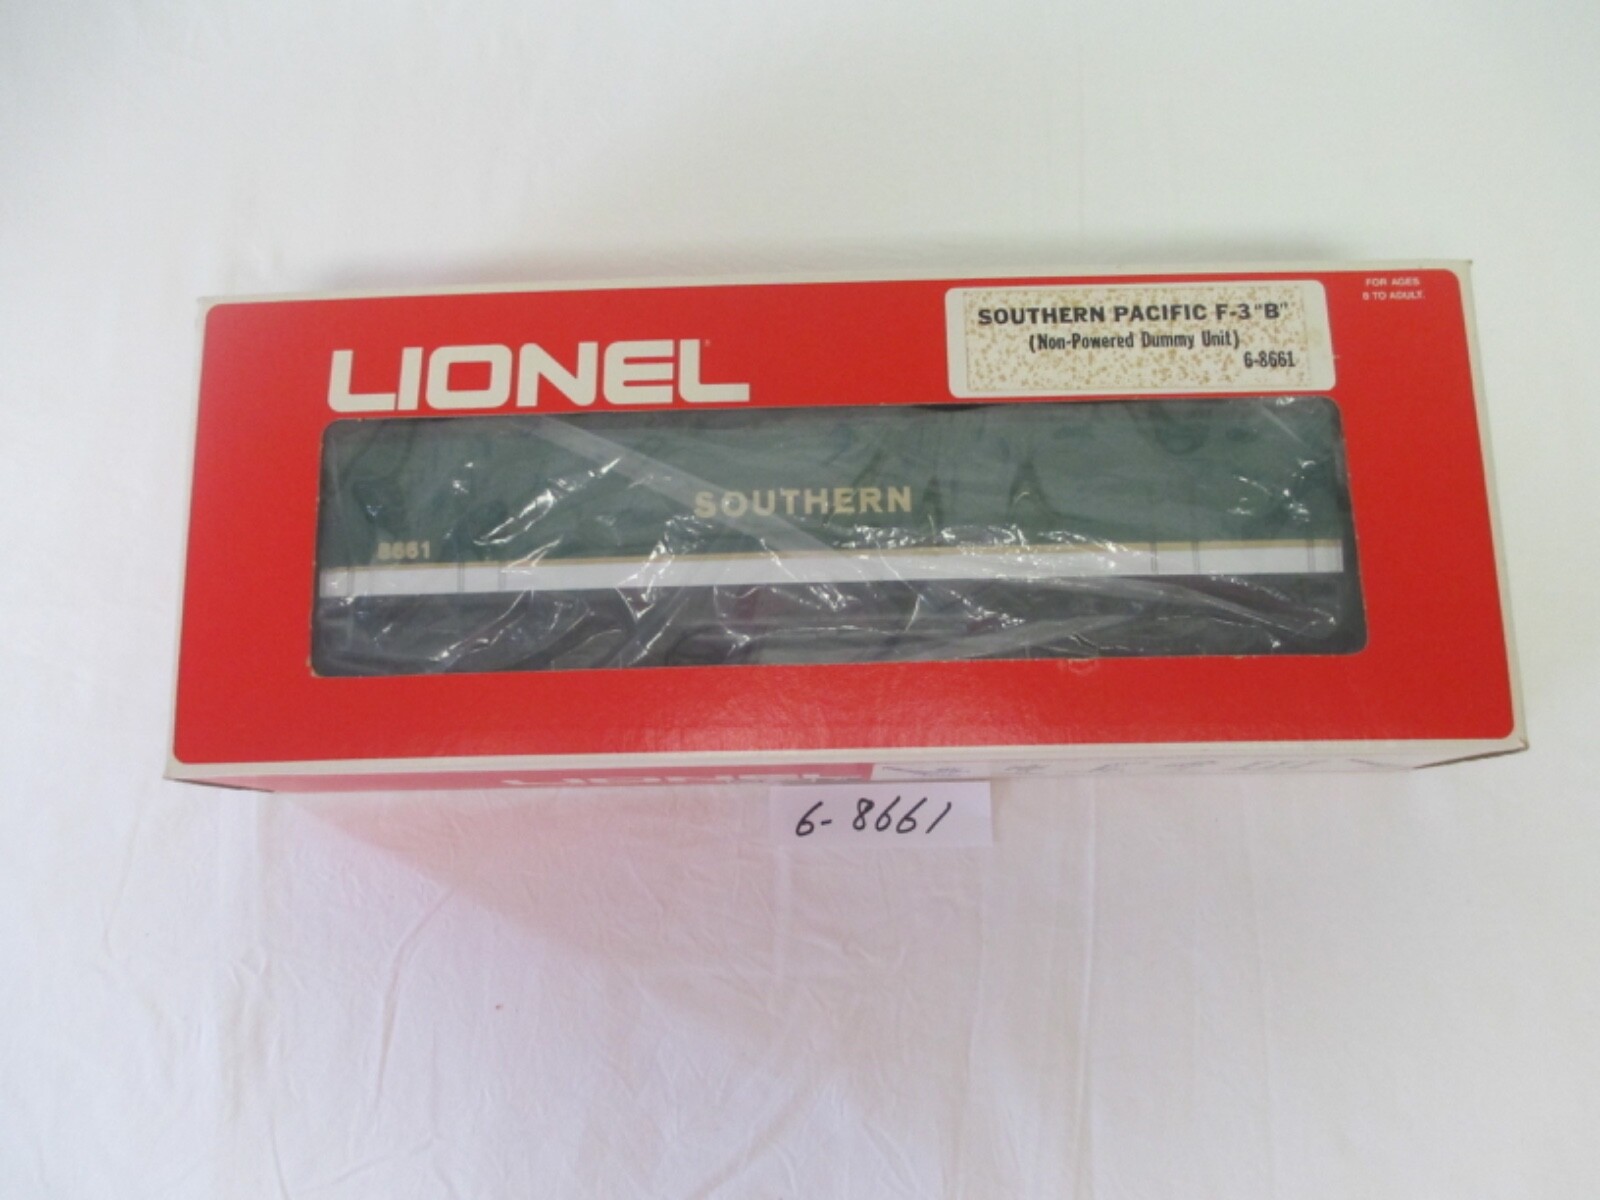 FOR AGES
8 TO ADULT.
SOUTHERN PACIFIC F-3 "B"
(Non-Powered Dummy Unit)
6-8661
LIONEL
SOUTHERN
8661
LIONEL
6-8661